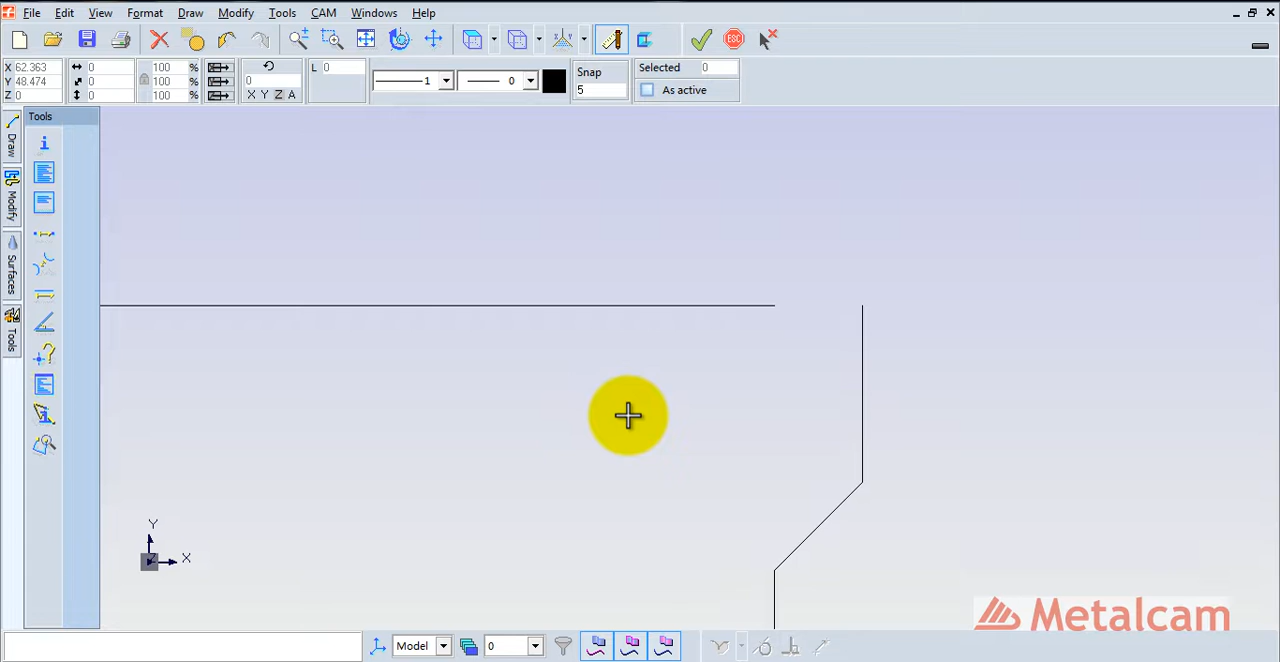 File Edit View Format Draw Modify Tools CAM Windows Help
X 62.363 0 100 % L 0 Selected 0
Y 48.474 0 100 % 0 1 0 Snap
Z 0 0 100 % X Y Z A 5 As active
ESC
Tools
Draw
Modify
Surfaces
Tools
Y
X
Metalcam
Model 0